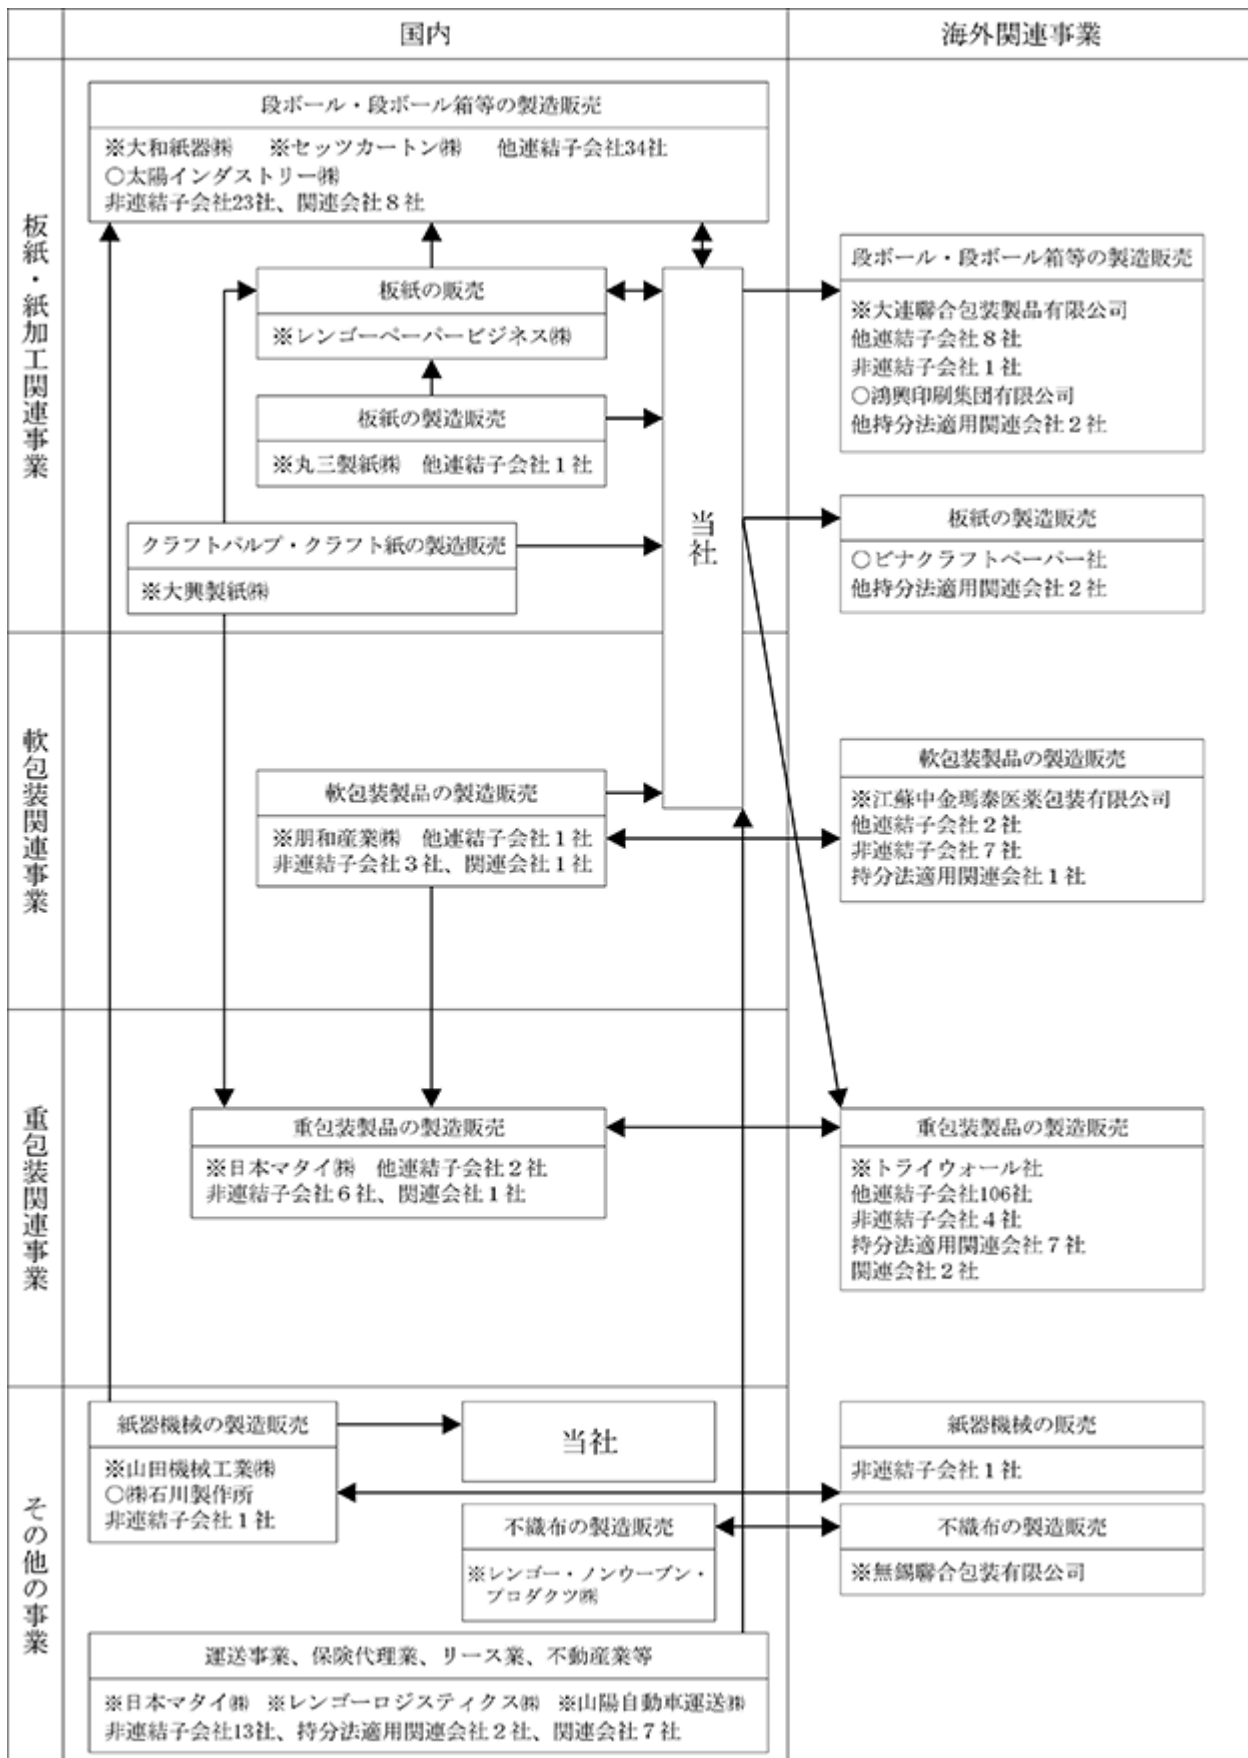 国内
海外関連事業
板紙・紙加工関連事業
段ボール・段ボール箱等の製造販売
※大和紙器㈱　※セッツカートン㈱　他連結子会社34社
○太陽インダストリー㈱
非連結子会社23社、関連会社8社
板紙の販売
※レンゴーペーパービジネス㈱
板紙の製造販売
※丸三製紙㈱　他連結子会社1社
クラフトパルプ・クラフト紙の製造販売
※大興製紙㈱
当社
段ボール・段ボール箱等の製造販売
※大連聯合包装製品有限公司
他連結子会社8社
非連結子会社1社
○鴻興印刷集団有限公司
他持分法適用関連会社2社
板紙の製造販売
○ビナクラフトペーパー社
他持分法適用関連会社2社
軟包装関連事業
軟包装製品の製造販売
※朋和産業㈱　他連結子会社1社
非連結子会社3社、関連会社1社
軟包装製品の製造販売
※江蘇中金瑪泰医薬包装有限公司
他連結子会社2社
非連結子会社7社
持分法適用関連会社1社
重包装関連事業
重包装製品の製造販売
※日本マタイ㈱　他連結子会社2社
非連結子会社6社、関連会社1社
重包装製品の製造販売
※トライウォール社
他連結子会社106社
非連結子会社4社
持分法適用関連会社7社
関連会社2社
その他の事業
紙器機械の製造販売
※山田機械工業㈱
○㈱石川製作所
非連結子会社1社
当社
紙器機械の販売
非連結子会社1社
不織布の製造販売
※レンゴー・ノンウーブン・
プロダクツ㈱
不織布の製造販売
※無錫聯合包装有限公司
運送事業、保険代理業、リース業、不動産業等
※日本マタイ㈱　※レンゴーロジスティクス㈱　※山陽自動車運送㈱
非連結子会社13社、持分法適用関連会社2社、関連会社7社